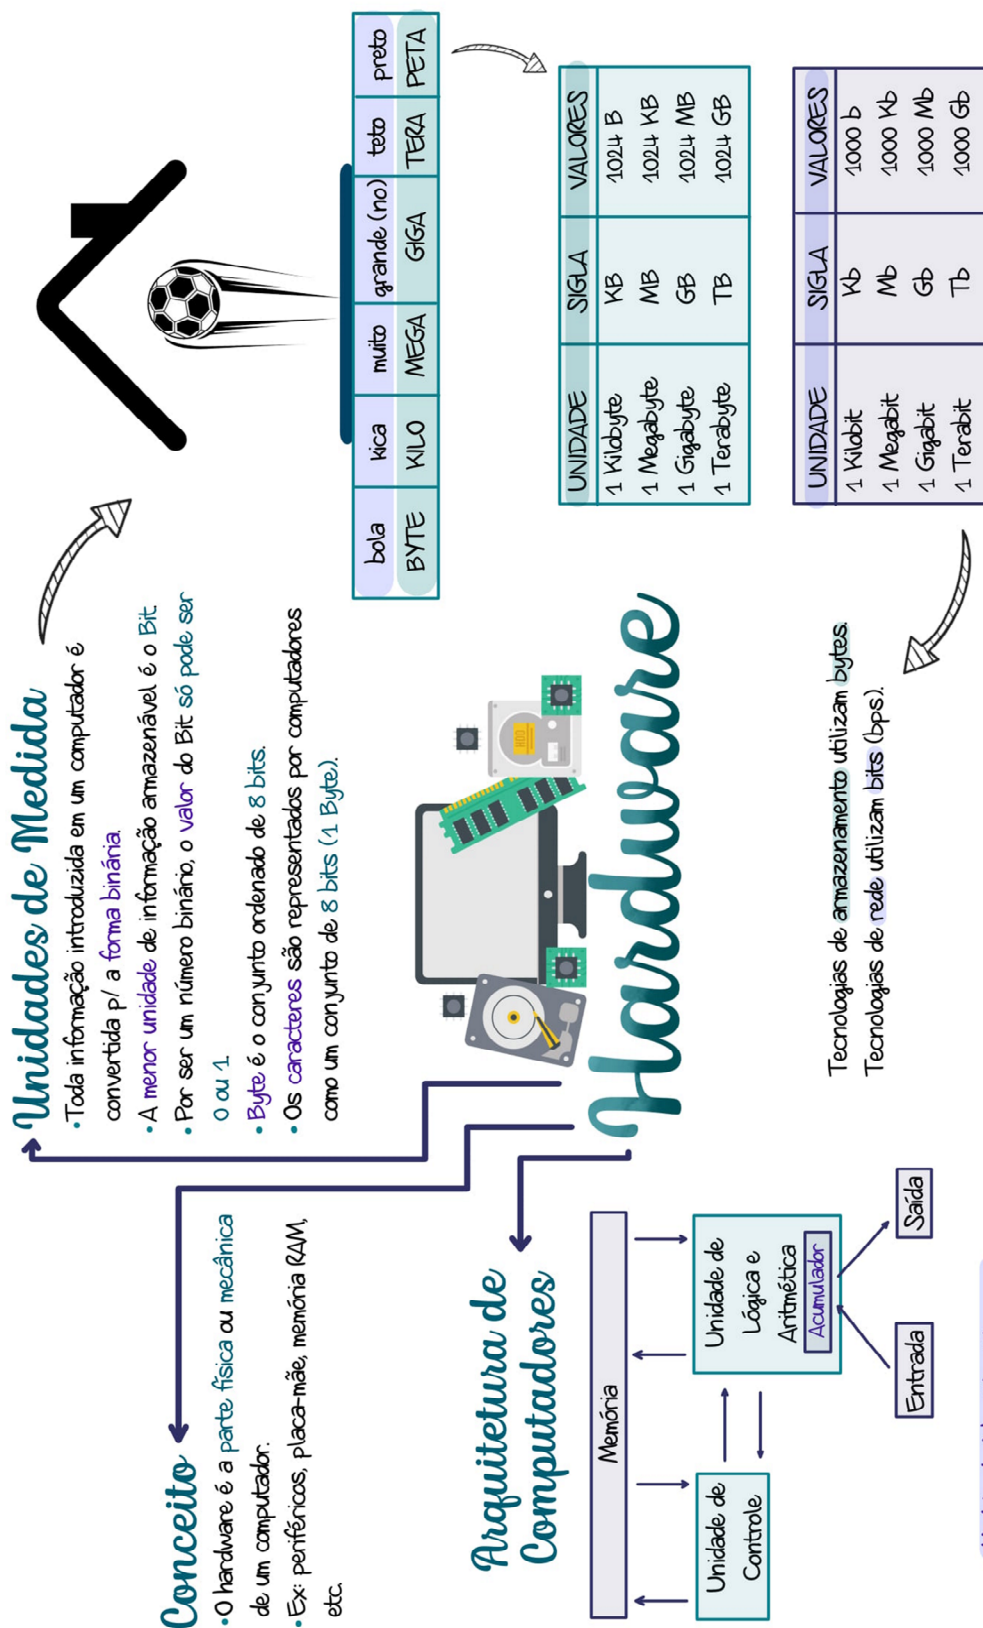 Conceito
• O hardware é a parte física ou mecânica
de um computador.
• Ex: periféricos, placa-mãe, memória RAM,
etc.
Unidades de Medida
• Toda informação introduzida em um computador é
convertida p/ a forma binária.
• A menor unidade de informação armazenável é o Bit.
• Por ser um número binário, o valor do Bit só pode ser
0 ou 1.
• Byte é o conjunto ordenado de 8 bits.
• Os caracteres são representados por computadores
como um conjunto de 8 bits (1 Byte).
bola kica muito grande (no) teto preto
BYTE KILO MEGA GIGA TERA PETA
HDD
Hardware
UNIDADE SIGLA VALORES
1 Kilobyte KB 1024 B
1 Megabyte MB 1024 KB
1 Gigabyte GB 1024 MB
1 Terabyte TB 1024 GB
UNIDADE SIGLA VALORES
1 Kilobit Kb 1000 b
1 Megabit Mb 1000 Kb
1 Gigabit Gb 1000 Mb
1 Terabit Tb 1000 Gb
Tecnologias de armazenamento utilizam bytes.
Tecnologias de rede utilizam bits (bps).
Arquitetura de
Computadores
Memória
Unidade de
Controle
Unidade de
Lógica e
Aritmética
Acumulador
Entrada
Saída